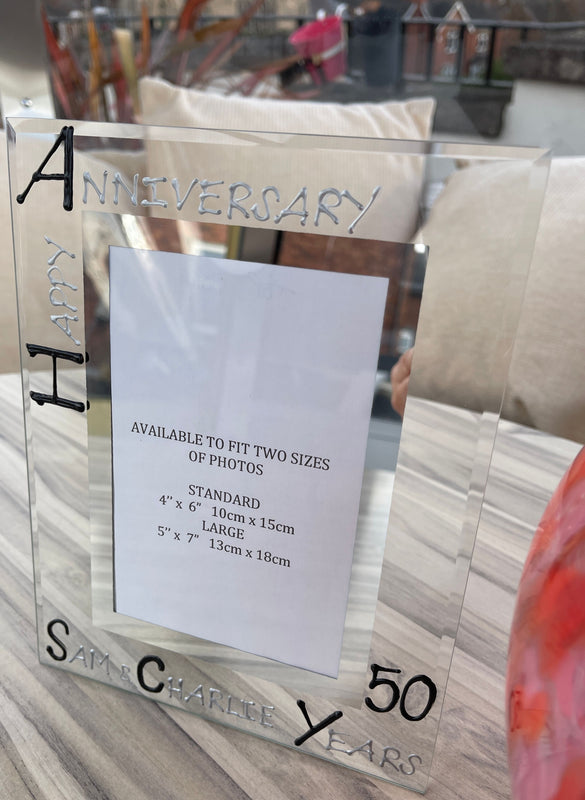 HAPPY
ANNIVERSARY
AVAILABLE TO FIT TWO SIZES
OF PHOTOS
STANDARD
4" x 6" 10cm x 15cm
LARGE
5" x 7" 13cm x 18cm
SAM & CHARLIE
50
YEARS